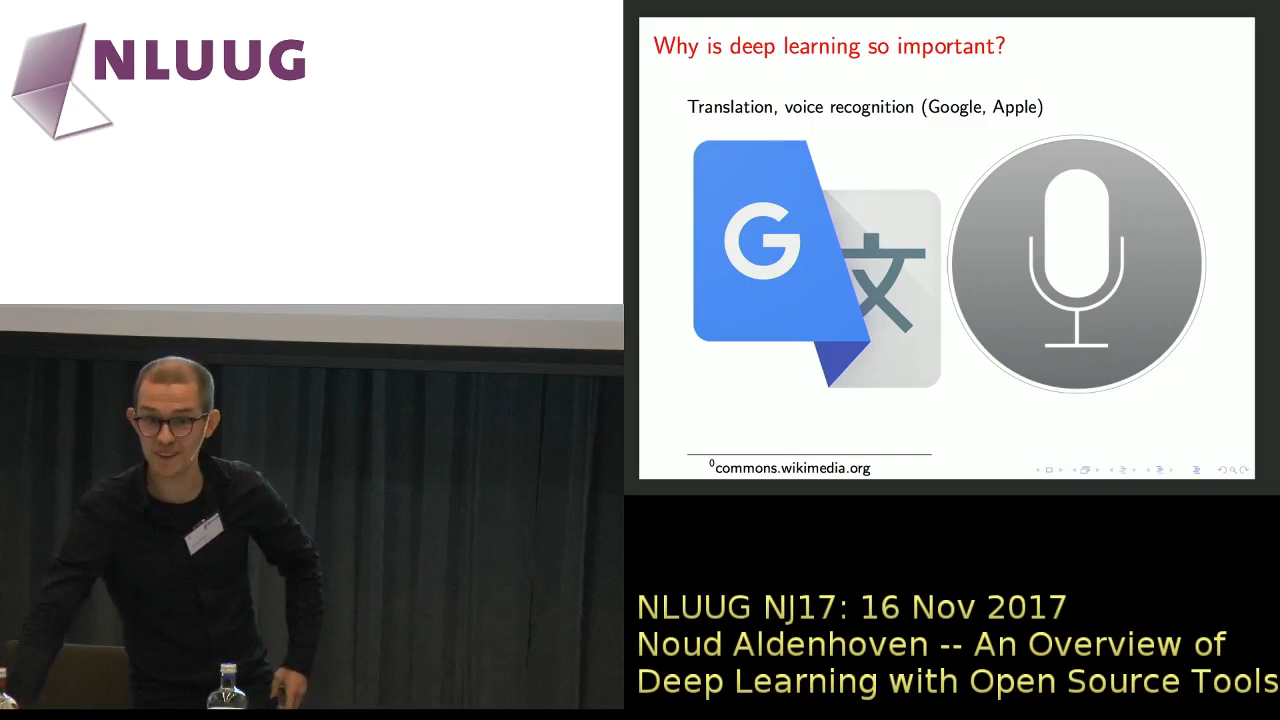 NLUUG
Why is deep learning so important?
Translation, voice recognition (Google, Apple)
G
文
0commons.wikimedia.org
NLUUG NJ17: 16 Nov 2017
Noud Aldenhoven -- An Overview of
Deep Learning with Open Source Tools